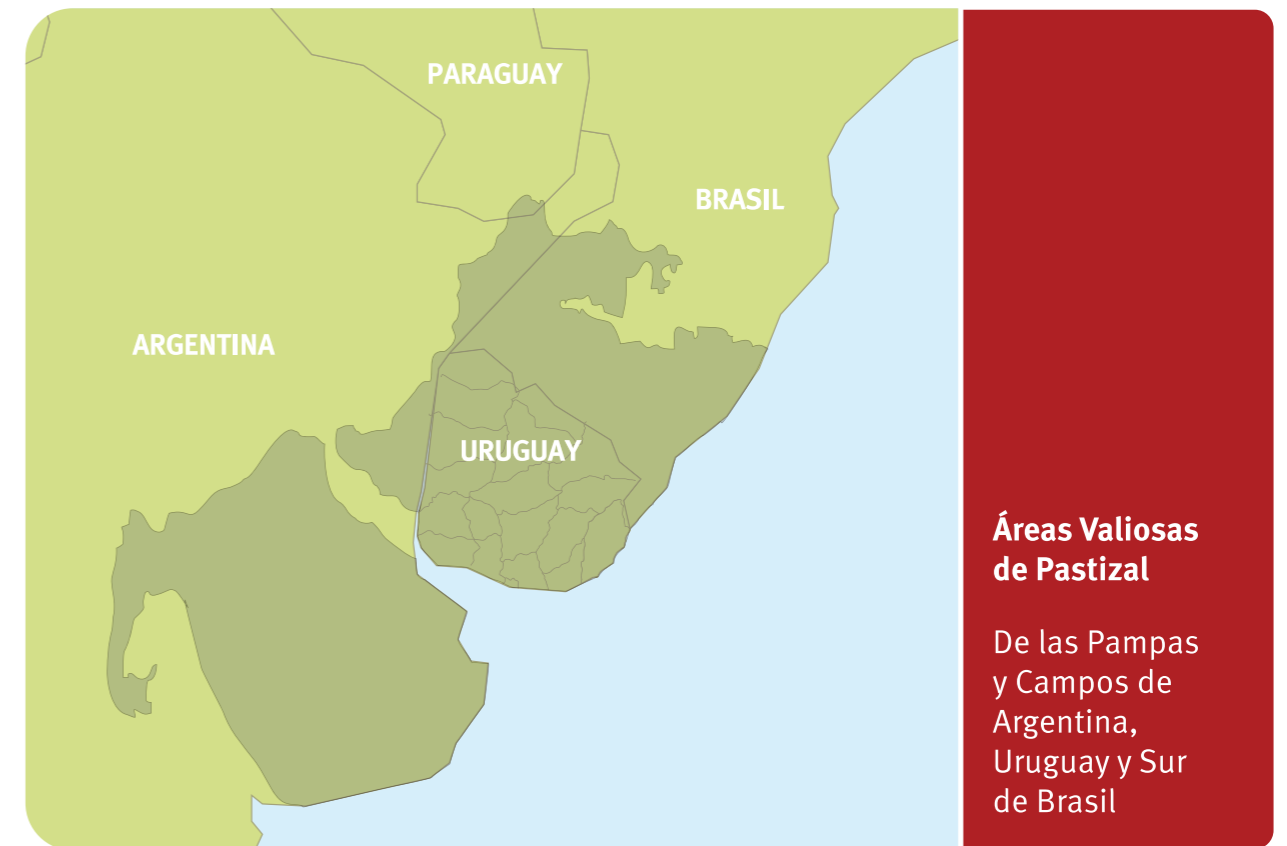 PARAGUAY
BRASIL
ARGENTINA
URUGUAY
Áreas Valiosas
de Pastizal
De las Pampas
y Campos de
Argentina,
Uruguay y Sur
de Brasil